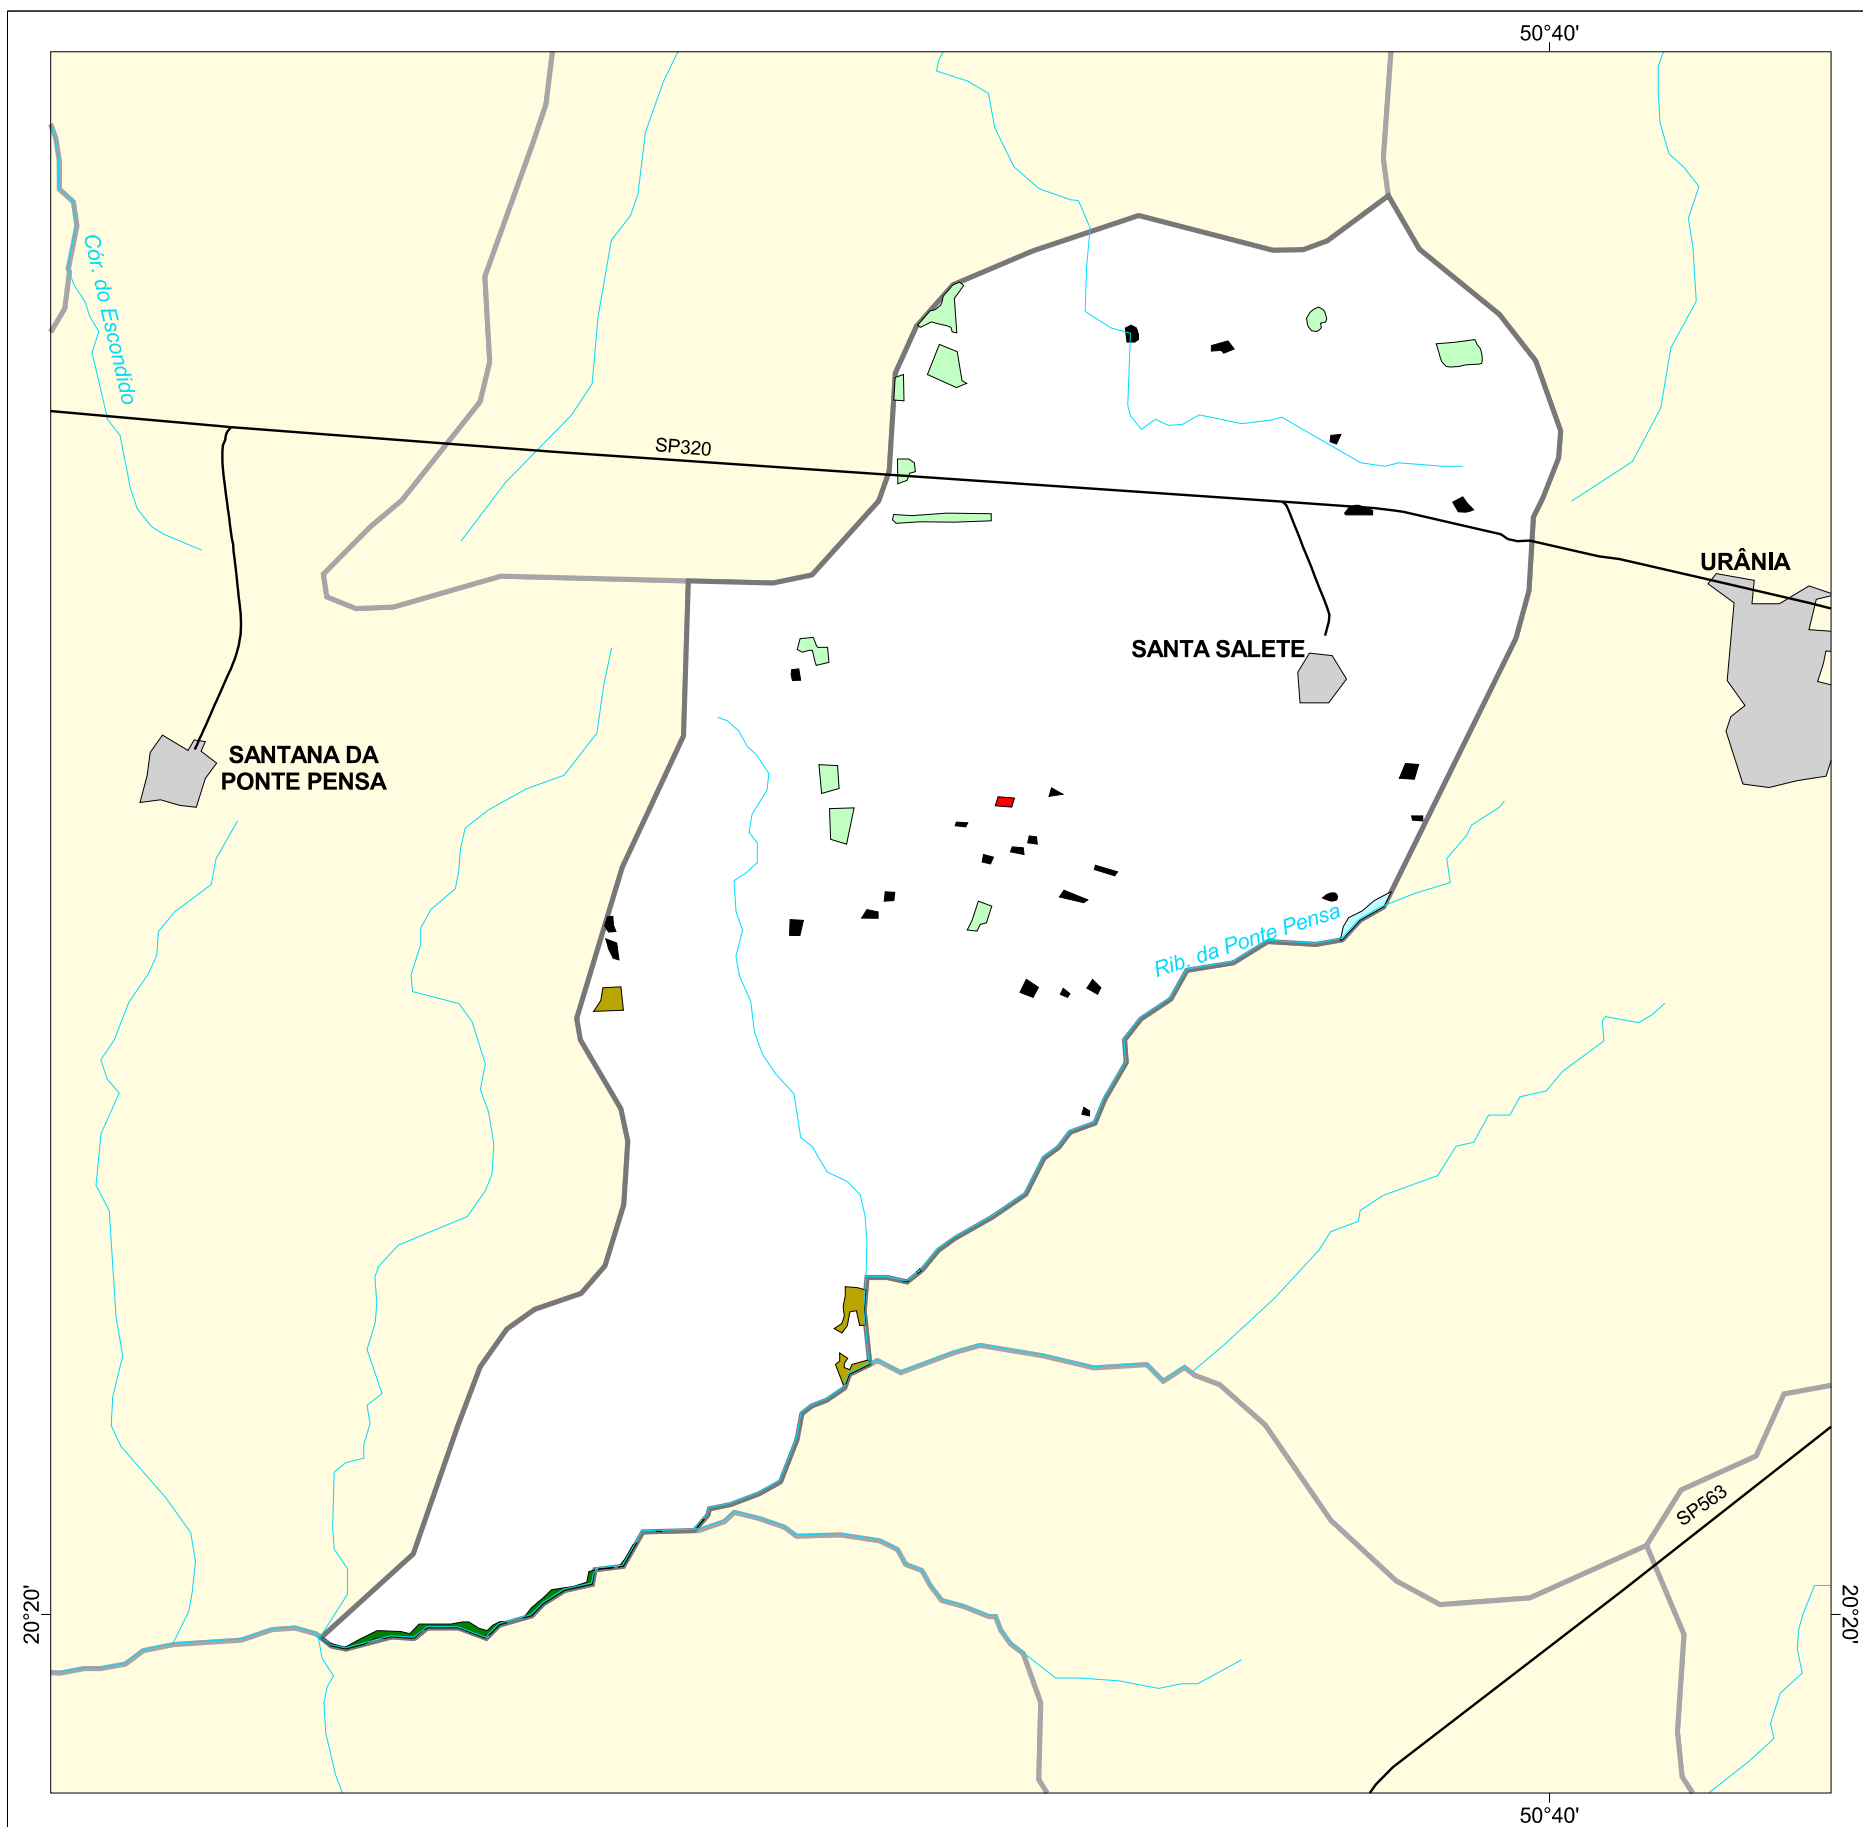 50°40'
Cór. do Escondido
SP320
URÂNIA
SANTA SALETE
SANTANA DA
PONTE PENSA
Rib. da Ponte Pensa
SP563
20°20'
20°20'
50°40'